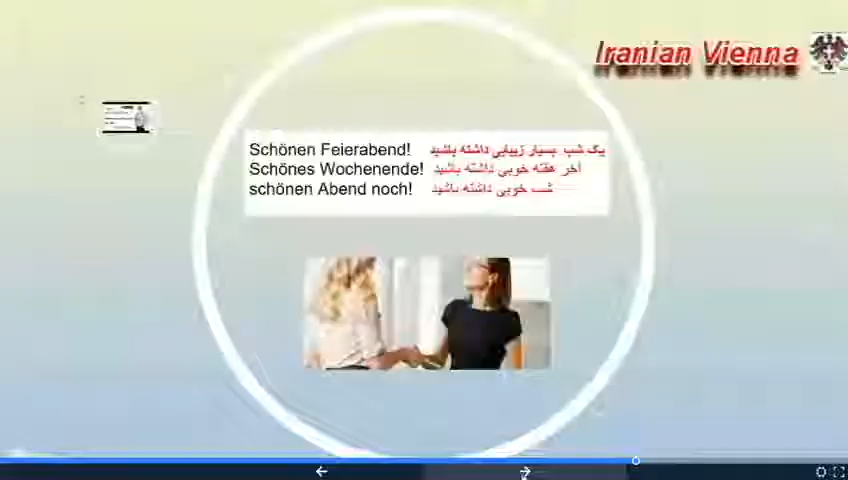 Iranian Vienna
Schönen Feierabend! یک شب بسیار زیبایی داشته باشید
Schönes Wochenende! آخر هفته خوبی داشته باشید
schönen Abend noch! شب خوبی داشته باشید